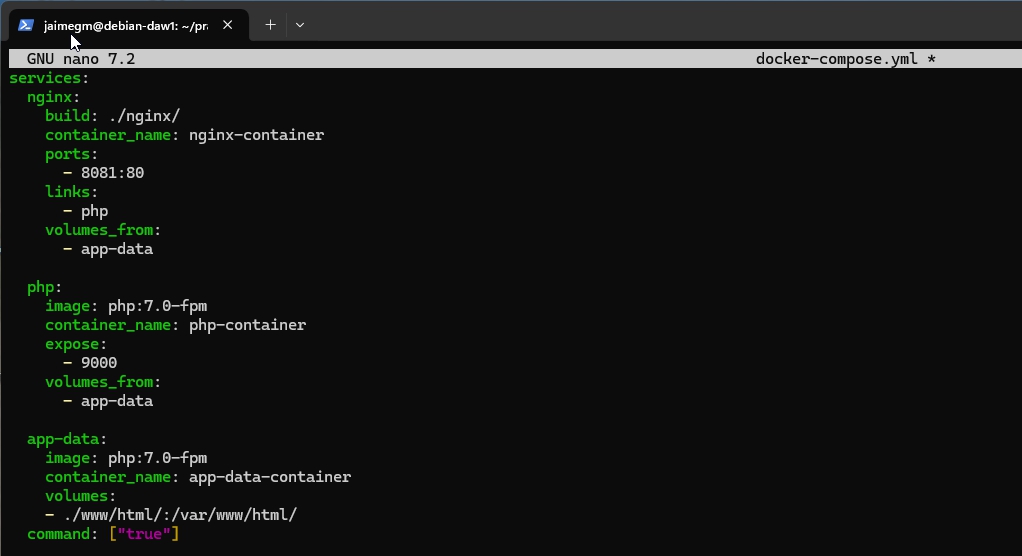 jaimegm@debian-daw1: ~/pra
GNU nano 7.2 docker-compose.yml *
services:
  nginx:
    build: ./nginx/
    container_name: nginx-container
    ports:
      - 8081:80
    links:
      - php
    volumes_from:
      - app-data

  php:
    image: php:7.0-fpm
    container_name: php-container
    expose:
      - 9000
    volumes_from:
      - app-data

  app-data:
    image: php:7.0-fpm
    container_name: app-data-container
    volumes:
    - ./www/html/:/var/www/html/
  command: ["true"]